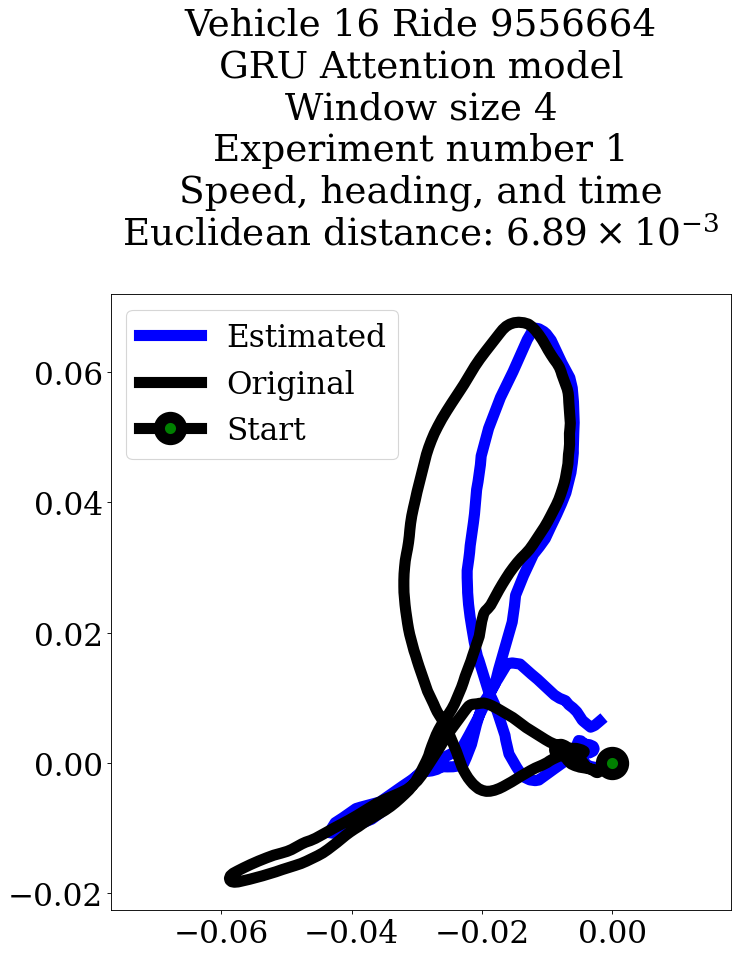 Vehicle 16 Ride 9556664
GRU Attention model
Window size 4
Experiment number 1
Speed, heading, and time
Euclidean distance: 6.89 × 10⁻³
Estimated
Original
Start
0.06
0.04
0.02
0.00
−0.02
−0.06 −0.04 −0.02 0.00